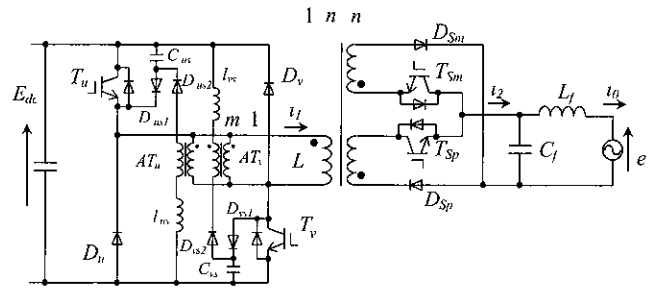 1 n n
D_Sm
T_Sm
C_us
T_u
D_us2
l_vs
D_v
E_dc
D_us1
m 1
i_1
i_2
L_f
i_0
AT_u
AT_v
L
T_Sp
C_f
e
D_Sp
l_us
D_vs1
T_v
D_u
D_vs2
C_vs